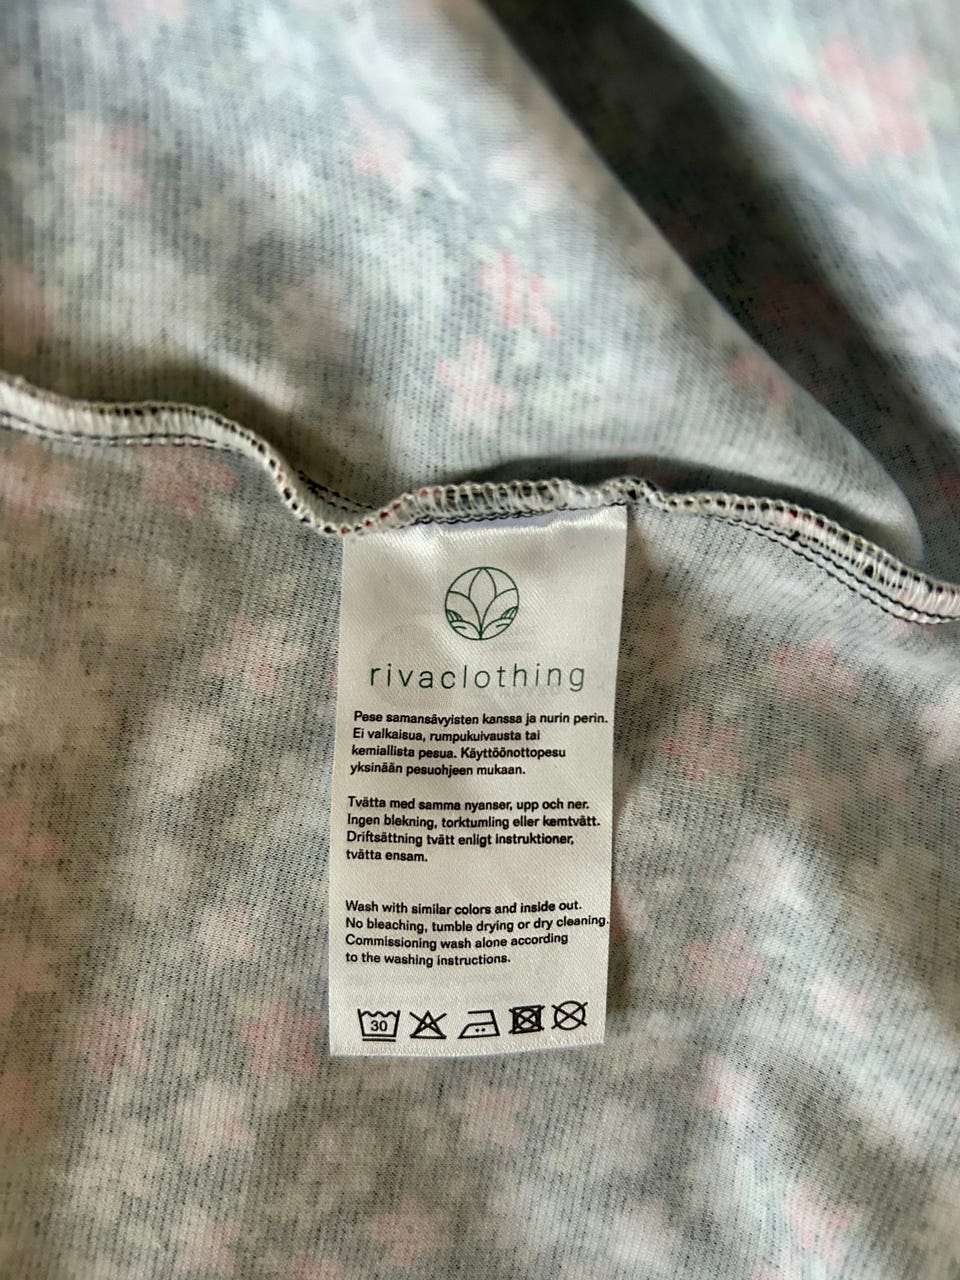 rivaclothing
Pese samansävyisten kanssa ja nurin perin.
Ei valkaisua, rumpukuivausta tai
kemiallista pesua. Käyttöönottopesu
yksinään pesuohjeen mukaan.
Tvätta med samma nyanser, upp och ner.
Ingen blekning, torktumling eller kemtvätt.
Driftsättning tvätt enligt instruktioner,
tvätta ensam.
Wash with similar colors and inside out.
No bleaching, tumble drying or dry cleaning.
Commissioning wash alone according
to the washing instructions.
30